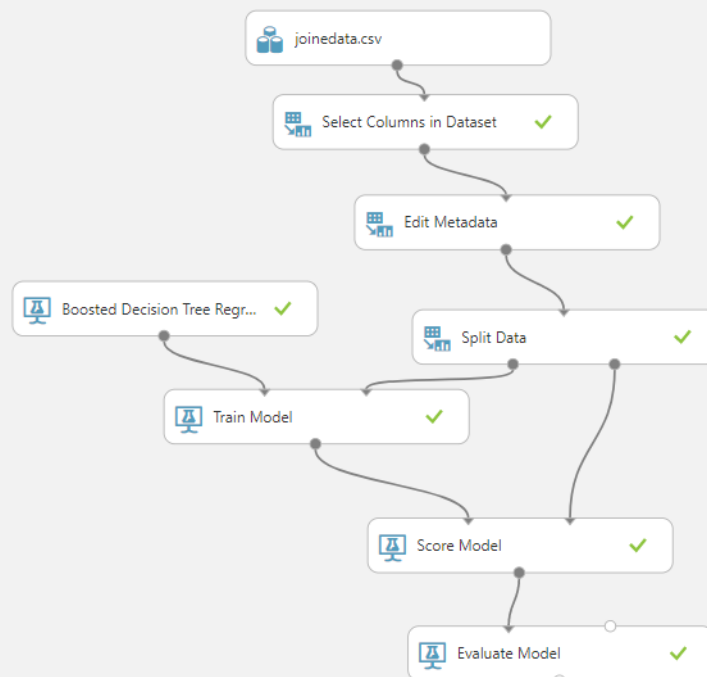 joinedata.csv
Select Columns in Dataset
Edit Metadata
Boosted Decision Tree Regr...
Split Data
Train Model
Score Model
Evaluate Model